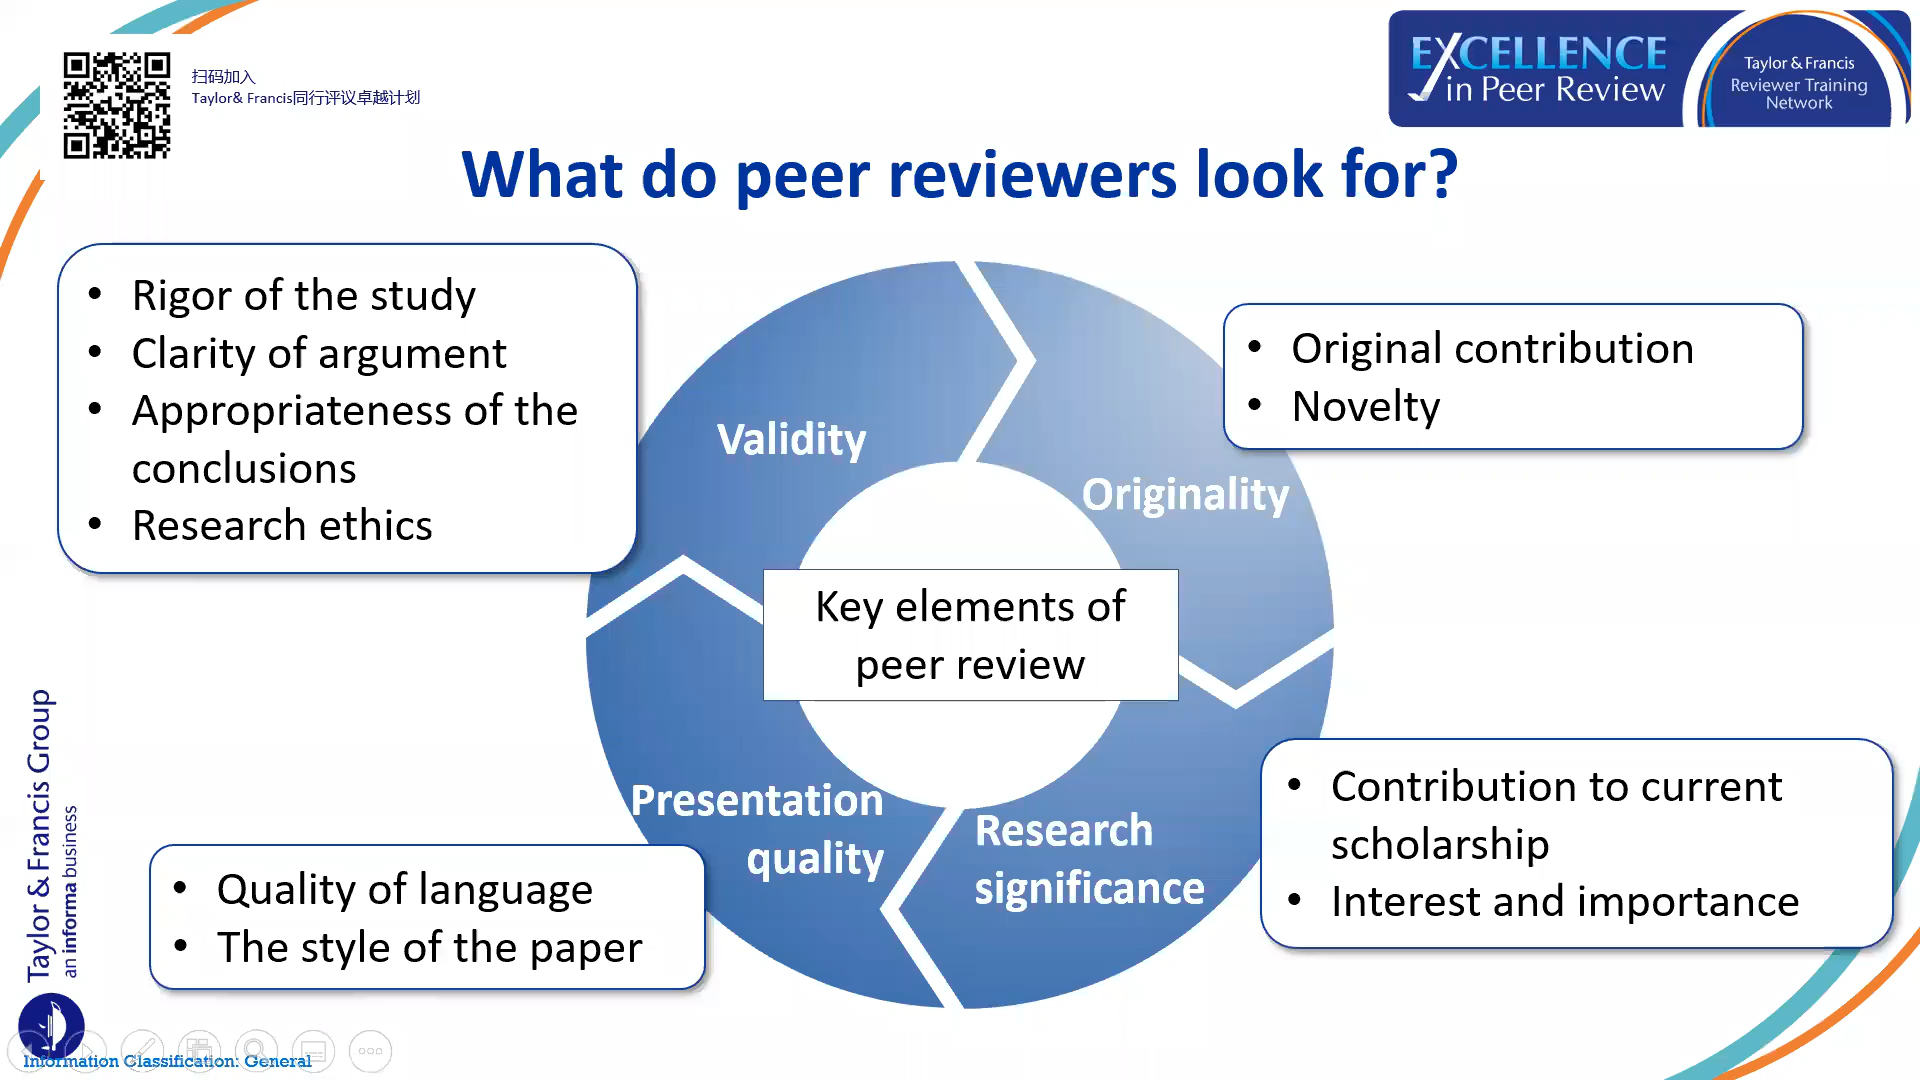 扫码加入
Taylor& Francis同行评议卓越计划
EXCELLENCE
in Peer Review
Taylor & Francis
Reviewer Training
Network
What do peer reviewers look for?
• Rigor of the study
• Clarity of argument
• Appropriateness of the
conclusions
• Research ethics
• Original contribution
• Novelty
Validity
Originality
Key elements of
peer review
Presentation
quality
Research
significance
• Contribution to current
scholarship
• Interest and importance
• Quality of language
• The style of the paper
Taylor & Francis Group
an informa business
Information Classification: General